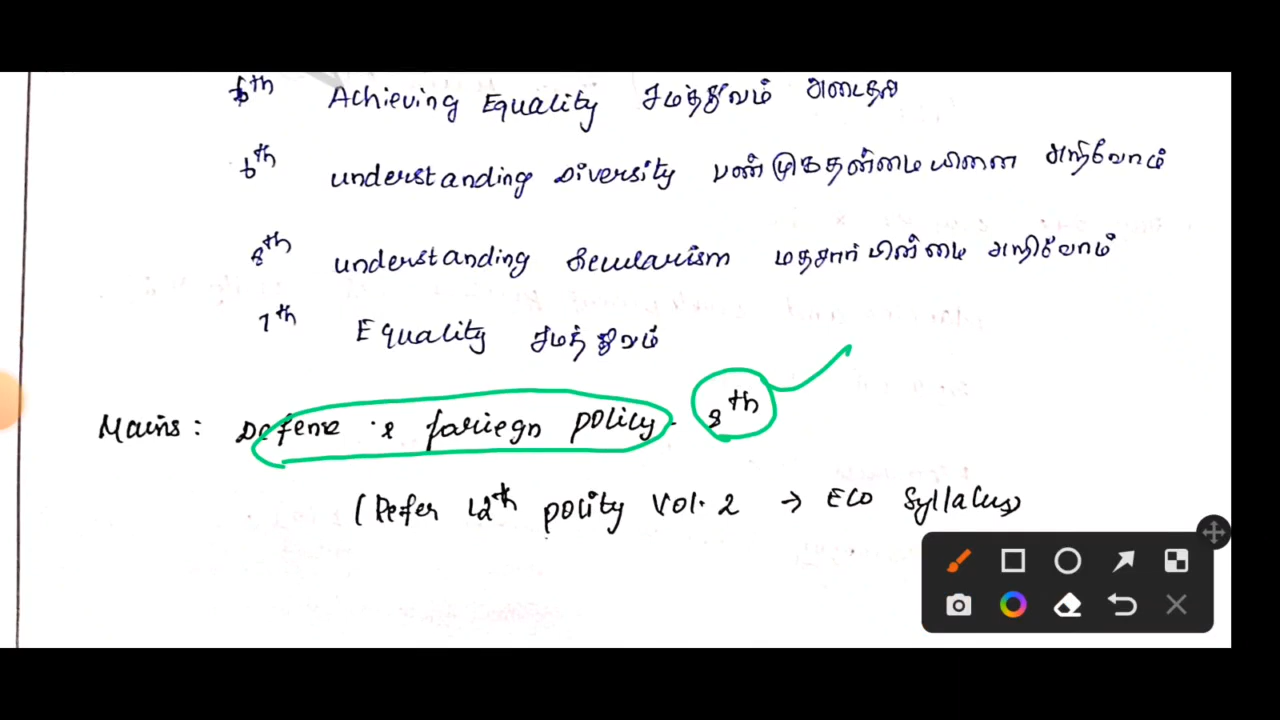 6th Achieving Equality சமத்துவம் அடைதல்
6th understanding Diversity பன்முகதன்மையினை அறிவோம்
8th understanding Secularism மதசார்பின்மை அறிவோம்
7th Equality சமத்துவம்
Mains: Defense & foriegn policy - 8th
(Refer 12th polity Vol. 2 → ECO Syllabus)